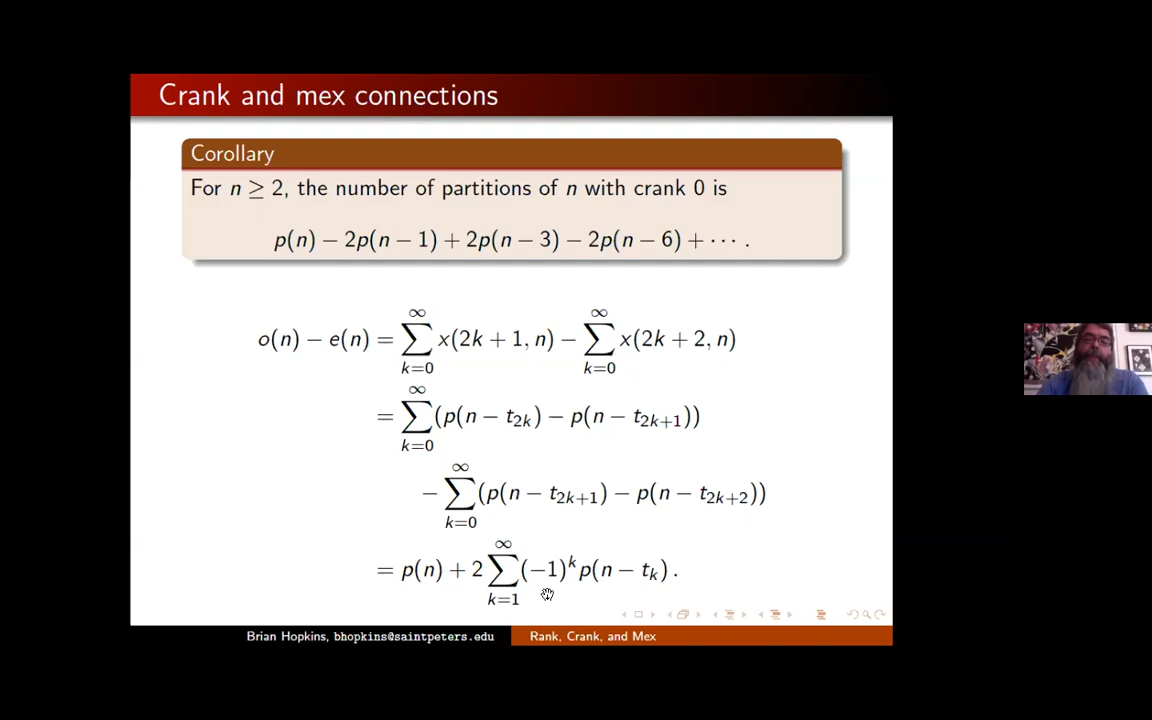 Crank and mex connections
Corollary
For n ≥ 2, the number of partitions of n with crank 0 is
p(n) − 2p(n − 1) + 2p(n − 3) − 2p(n − 6) + ⋯ .
o(n) − e(n) = ∑_{k=0}^{∞} x(2k + 1, n) − ∑_{k=0}^{∞} x(2k + 2, n)
= ∑_{k=0}^{∞} (p(n − t_{2k}) − p(n − t_{2k+1}))
− ∑_{k=0}^{∞} (p(n − t_{2k+1}) − p(n − t_{2k+2}))
= p(n) + 2 ∑_{k=1}^{∞} (−1)^k p(n − t_k) .
Brian Hopkins, bhopkins@saintpeters.edu
Rank, Crank, and Mex